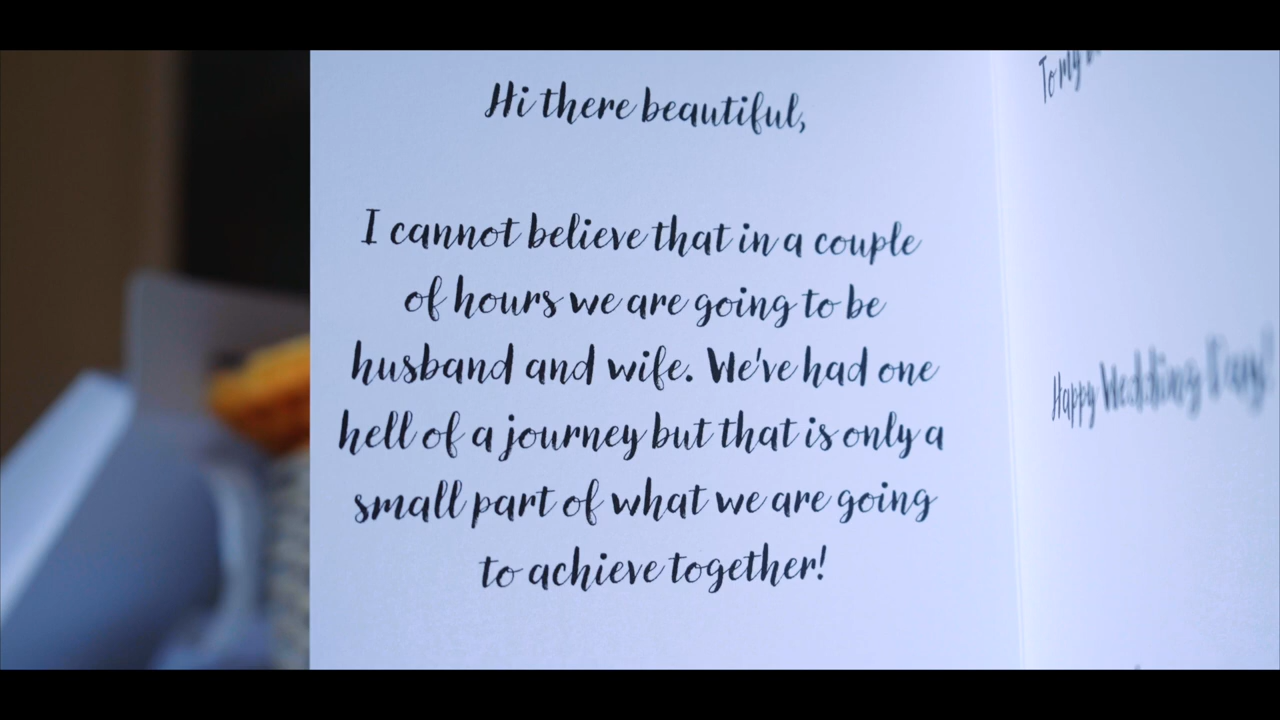 Hi there beautiful,
I cannot believe that in a couple
of hours we are going to be
husband and wife. We've had one
hell of a journey but that is only a
small part of what we are going
to achieve together!
To my
Happy Wedding Day!